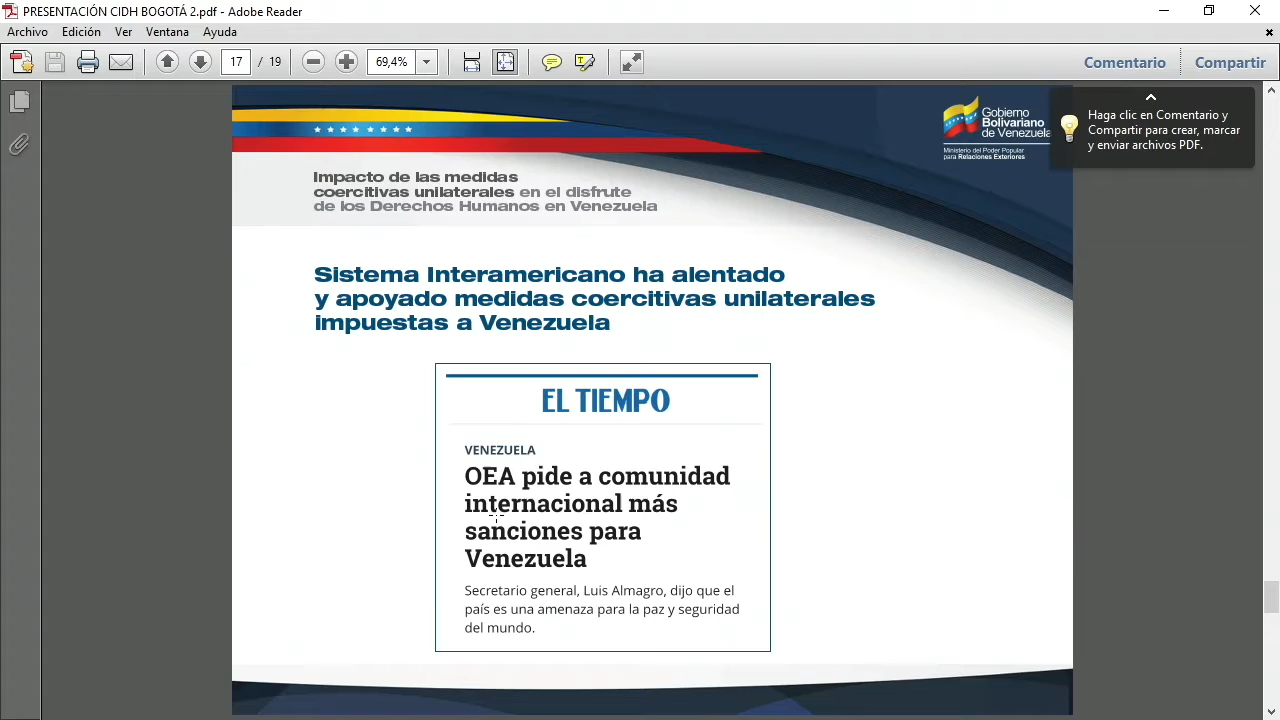 PRESENTACIÓN CIDH BOGOTÁ 2.pdf - Adobe Reader
Archivo Edición Ver Ventana Ayuda
17 / 19 69,4% Comentario Compartir
Haga clic en Comentario y
Compartir para crear, marcar
y enviar archivos PDF.
Gobierno
Bolivariano
de Venezuela
Ministerio del Poder Popular
para Relaciones Exteriores
Impacto de las medidas
coercitivas unilaterales en el disfrute
de los Derechos Humanos en Venezuela
Sistema Interamericano ha alentado
y apoyado medidas coercitivas unilaterales
impuestas a Venezuela
EL TIEMPO
VENEZUELA
OEA pide a comunidad
internacional más
sanciones para
Venezuela
Secretario general, Luis Almagro, dijo que el
país es una amenaza para la paz y seguridad
del mundo.